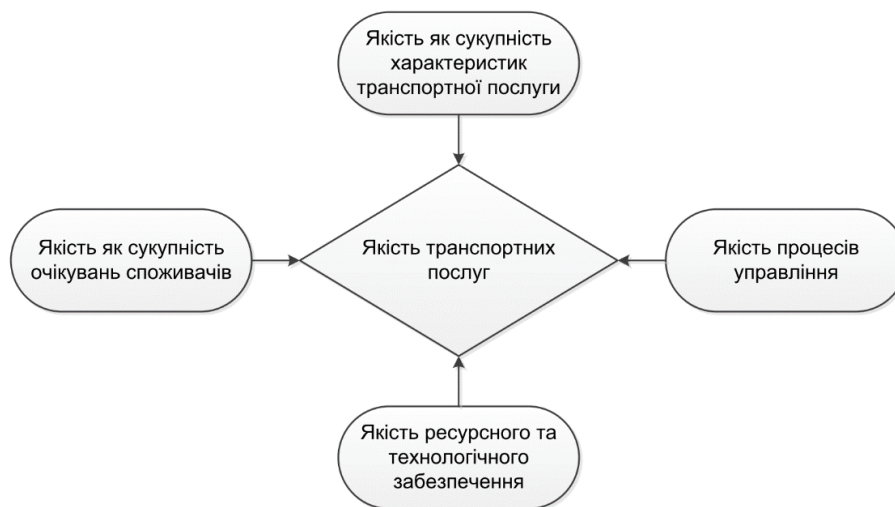 Якість як сукупність
характеристик
транспортної послуги
Якість як сукупність
очікувань споживачів
Якість транспортних
послуг
Якість процесів
управління
Якість ресурсного та
технологічного
забезпечення